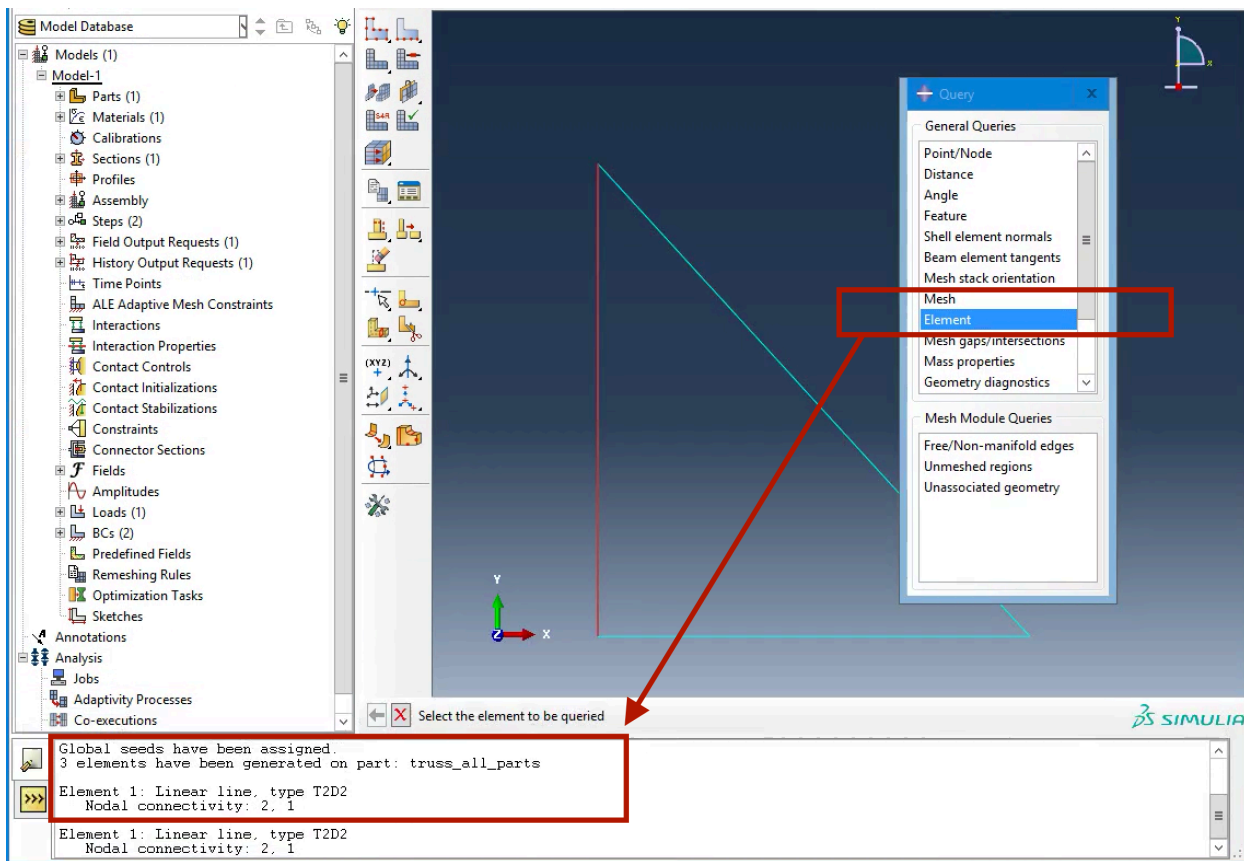 Model Database
Models (1)
Model-1
Parts (1)
Materials (1)
Calibrations
Sections (1)
Profiles
Assembly
Steps (2)
Field Output Requests (1)
History Output Requests (1)
Time Points
ALE Adaptive Mesh Constraints
Interactions
Interaction Properties
Contact Controls
Contact Initializations
Contact Stabilizations
Constraints
Connector Sections
Fields
Amplitudes
Loads (1)
BCs (2)
Predefined Fields
Remeshing Rules
Optimization Tasks
Sketches
Annotations
Analysis
Jobs
Adaptivity Processes
Co-executions
S4R
(XYZ)
Y
X
Query
x
General Queries
Point/Node
Distance
Angle
Feature
Shell element normals
Beam element tangents
Mesh stack orientation
Mesh
Element
Mesh gaps/intersections
Mass properties
Geometry diagnostics
Mesh Module Queries
Free/Non-manifold edges
Unmeshed regions
Unassociated geometry
Y
Z
X
Select the element to be queried
SIMULIA
Global seeds have been assigned.
3 elements have been generated on part: truss_all_parts
Element 1: Linear line, type T2D2
Nodal connectivity: 2, 1
Element 1: Linear line, type T2D2
Nodal connectivity: 2, 1
>>>